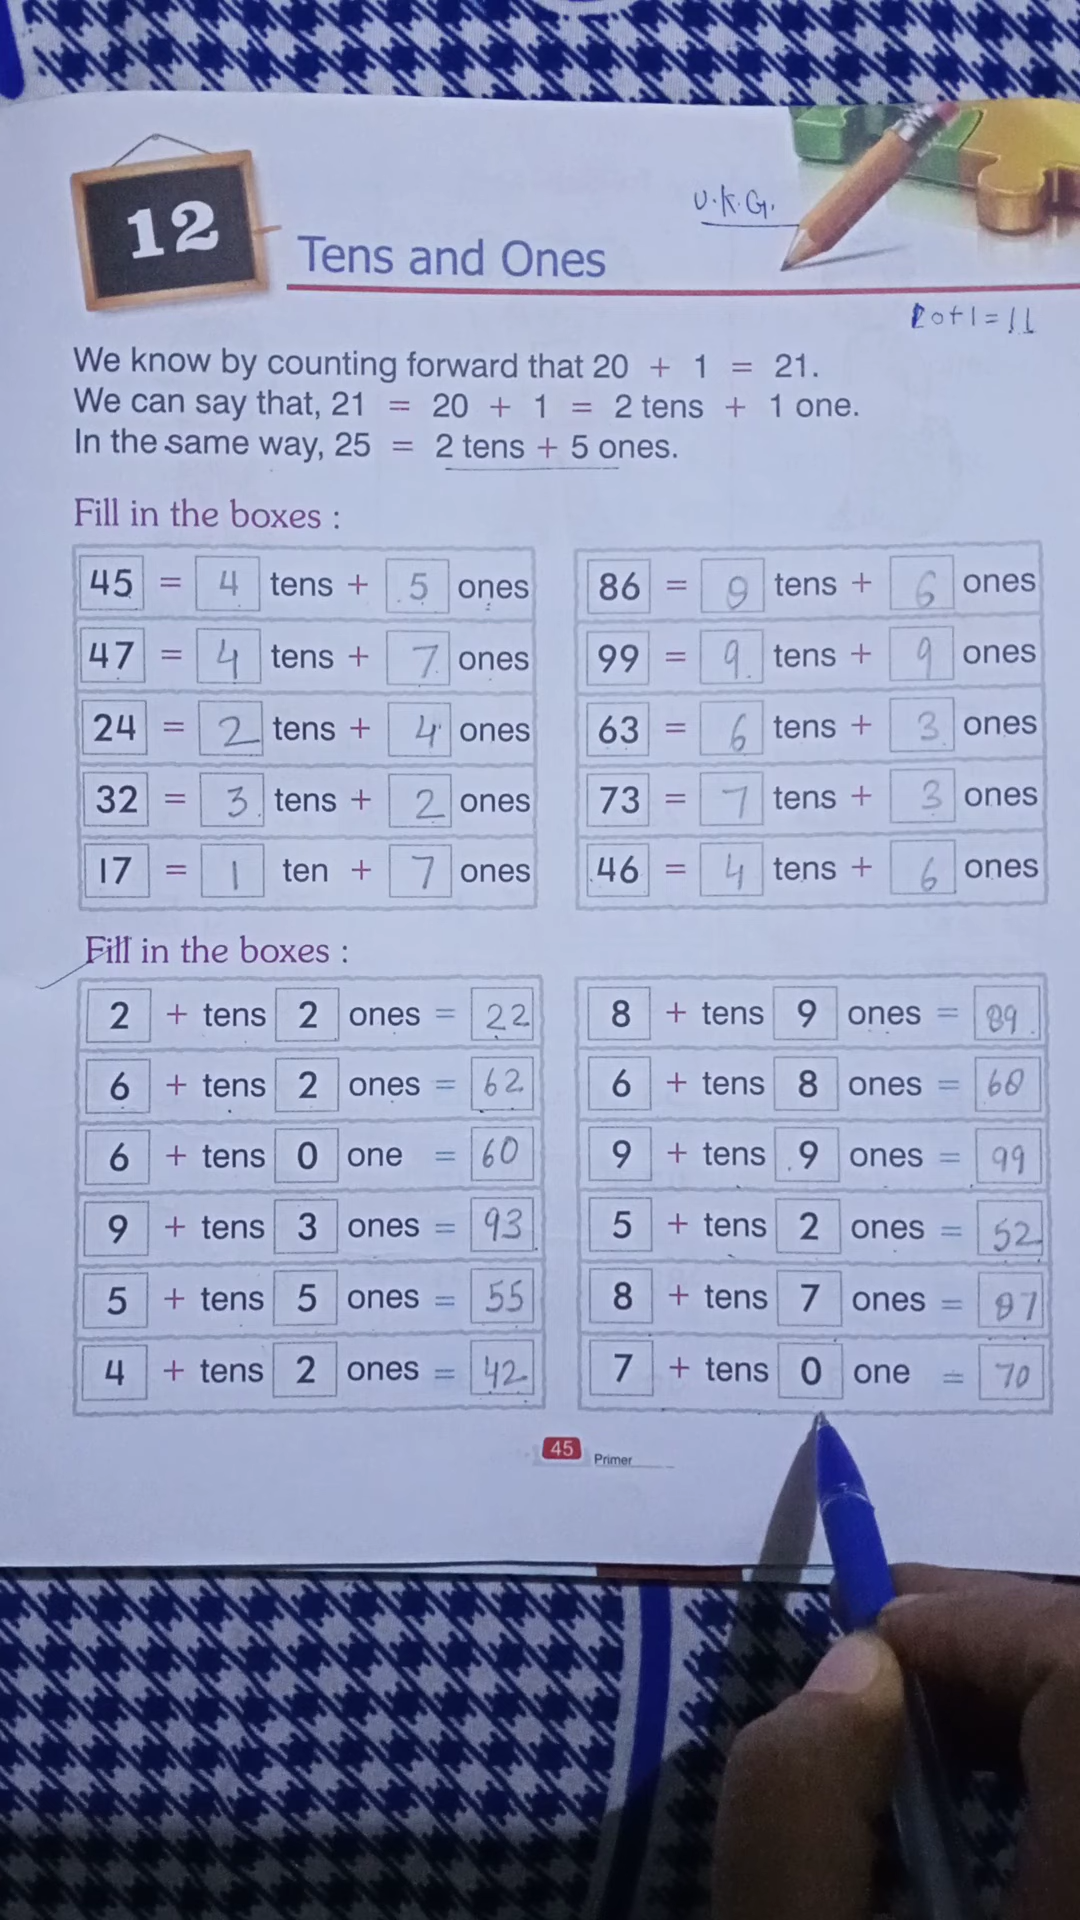 12
U.K.G.
Tens and Ones
20+1=11
We know by counting forward that 20 + 1 = 21.
We can say that, 21 = 20 + 1 = 2 tens + 1 one.
In the same way, 25 = 2 tens + 5 ones.
Fill in the boxes :
45 = 4 tens + 5 ones
47 = 4 tens + 7 ones
24 = 2 tens + 4 ones
32 = 3 tens + 2 ones
17 = 1 ten + 7 ones
86 = 9 tens + 6 ones
99 = 9 tens + 9 ones
63 = 6 tens + 3 ones
73 = 7 tens + 3 ones
46 = 4 tens + 6 ones
Fill in the boxes :
2 + tens 2 ones = 22
6 + tens 2 ones = 62
6 + tens 0 one = 60
9 + tens 3 ones = 93
5 + tens 5 ones = 55
4 + tens 2 ones = 42
8 + tens 9 ones = 89
6 + tens 8 ones = 68
9 + tens 9 ones = 99
5 + tens 2 ones = 52
8 + tens 7 ones = 87
7 + tens 0 one = 70
45
Primer